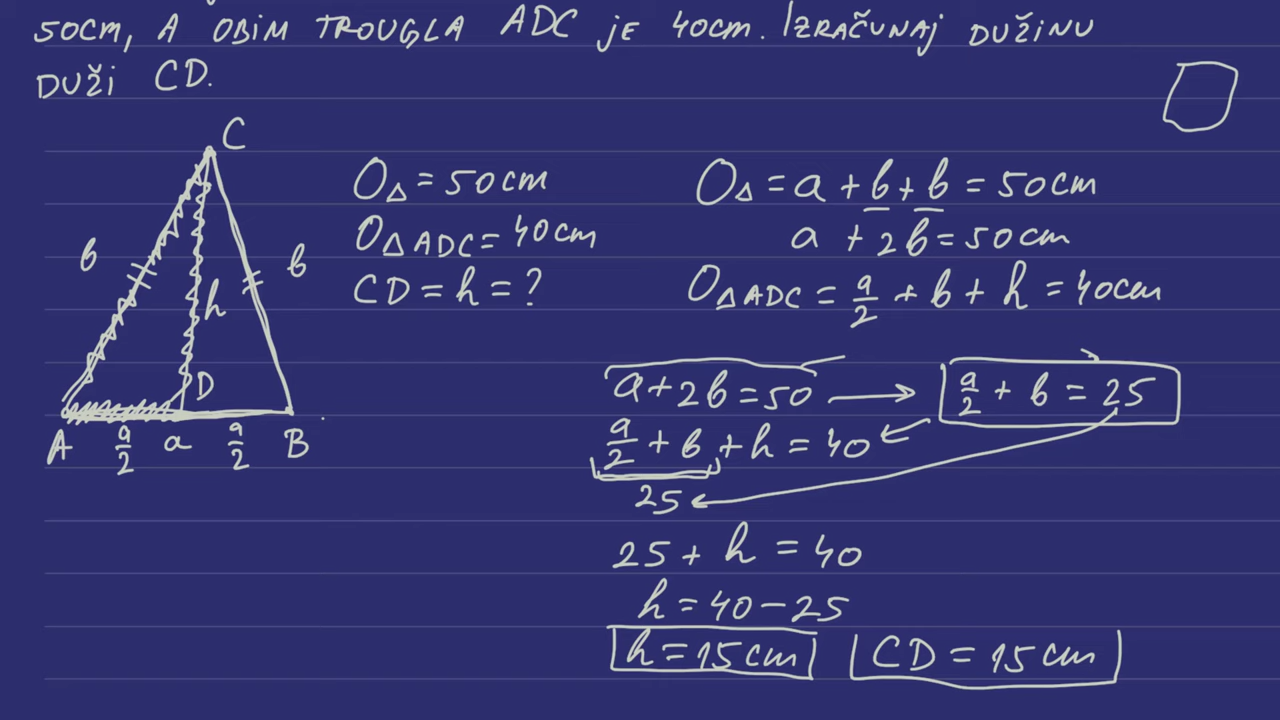 50cm, A OBIM TROUGLA ADC JE 40cm. IZRAČUNAJ DUŽINU
DUŽI CD.
C
b
b
h
D
A
a/2
a
a/2
B
O△ = 50cm
O△ADC = 40cm
CD = h = ?
O△ = a + b + b = 50cm
a + 2b = 50cm
O△ADC = a/2 + b + h = 40cm
a + 2b = 50 → a/2 + b = 25
a/2 + b + h = 40
25
25 + h = 40
h = 40 - 25
h = 15cm CD = 15cm